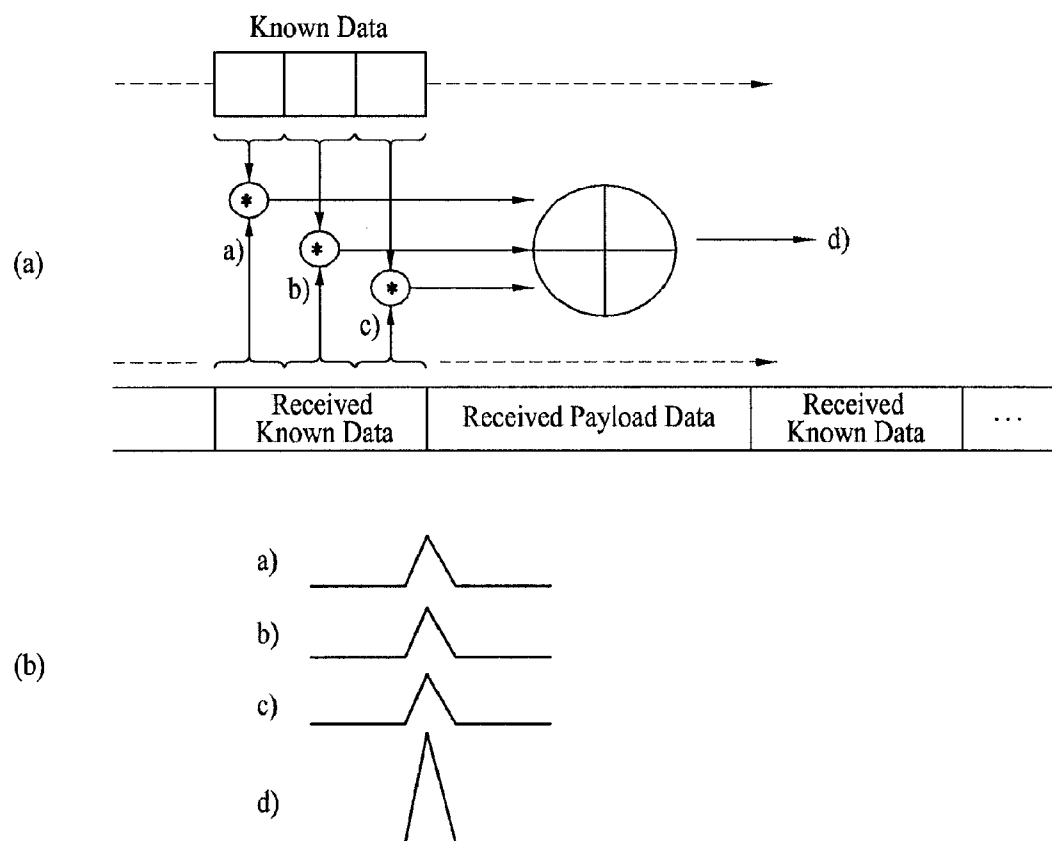 Known Data
*
a)
*
(a)
b)
*
c)
d)
Received
Known Data
Received Payload Data
Received
Known Data
...
a)
b)
(b)
c)
d)